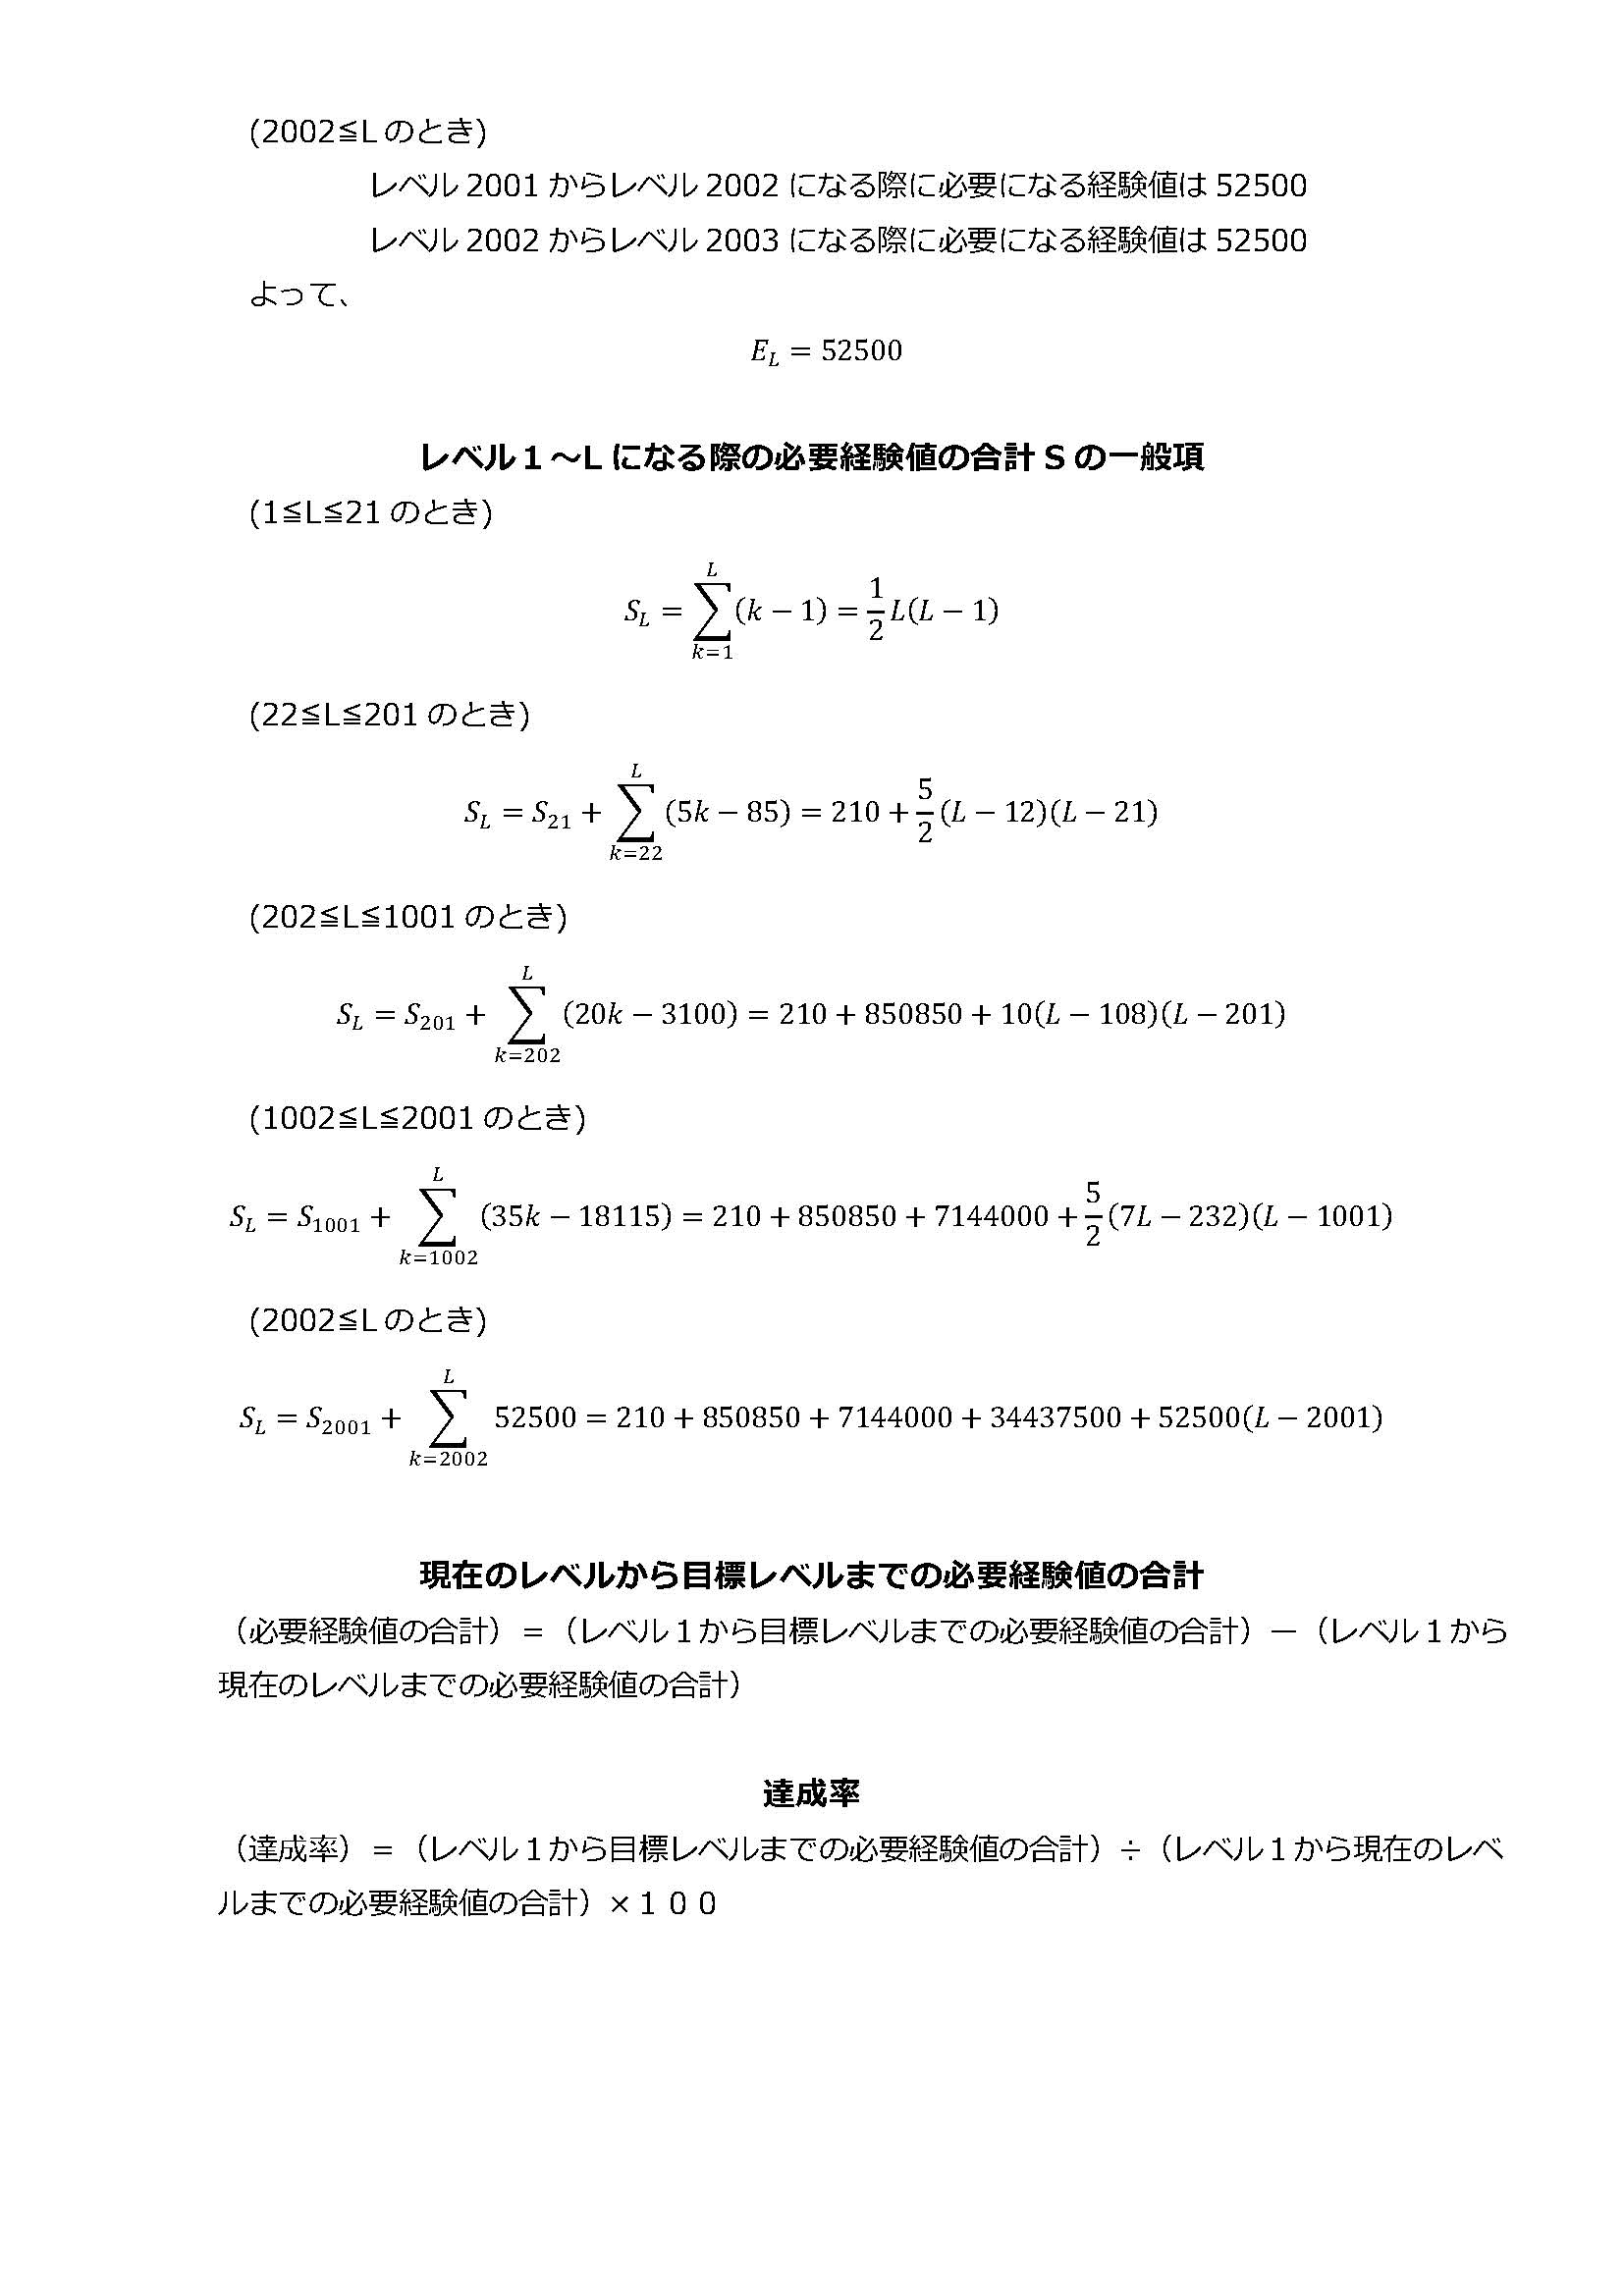 (2002≦L のとき)
レベル 2001 からレベル 2002 になる際に必要になる経験値は 52500
レベル 2002 からレベル 2003 になる際に必要になる経験値は 52500
よって、
$E_L = 52500$
レベル１～L になる際の必要経験値の合計 S の一般項
(1≦L≦21 のとき)
$S_L = \sum_{k=1}^{L} (k-1) = \frac{1}{2} L(L-1)$
(22≦L≦201 のとき)
$S_L = S_{21} + \sum_{k=22}^{L} (5k-85) = 210 + \frac{5}{2} (L-12)(L-21)$
(202≦L≦1001 のとき)
$S_L = S_{201} + \sum_{k=202}^{L} (20k-3100) = 210 + 850850 + 10(L-108)(L-201)$
(1002≦L≦2001 のとき)
$S_L = S_{1001} + \sum_{k=1002}^{L} (35k-18115) = 210 + 850850 + 7144000 + \frac{5}{2} (7L-232)(L-1001)$
(2002≦L のとき)
$S_L = S_{2001} + \sum_{k=2002}^{L} 52500 = 210 + 850850 + 7144000 + 34437500 + 52500(L-2001)$
現在のレベルから目標レベルまでの必要経験値の合計
（必要経験値の合計）＝（レベル１から目標レベルまでの必要経験値の合計）－（レベル１から
現在のレベルまでの必要経験値の合計）
達成率
（達成率）＝（レベル１から目標レベルまでの必要経験値の合計）÷（レベル１から現在のレベ
ルまでの必要経験値の合計）×１００